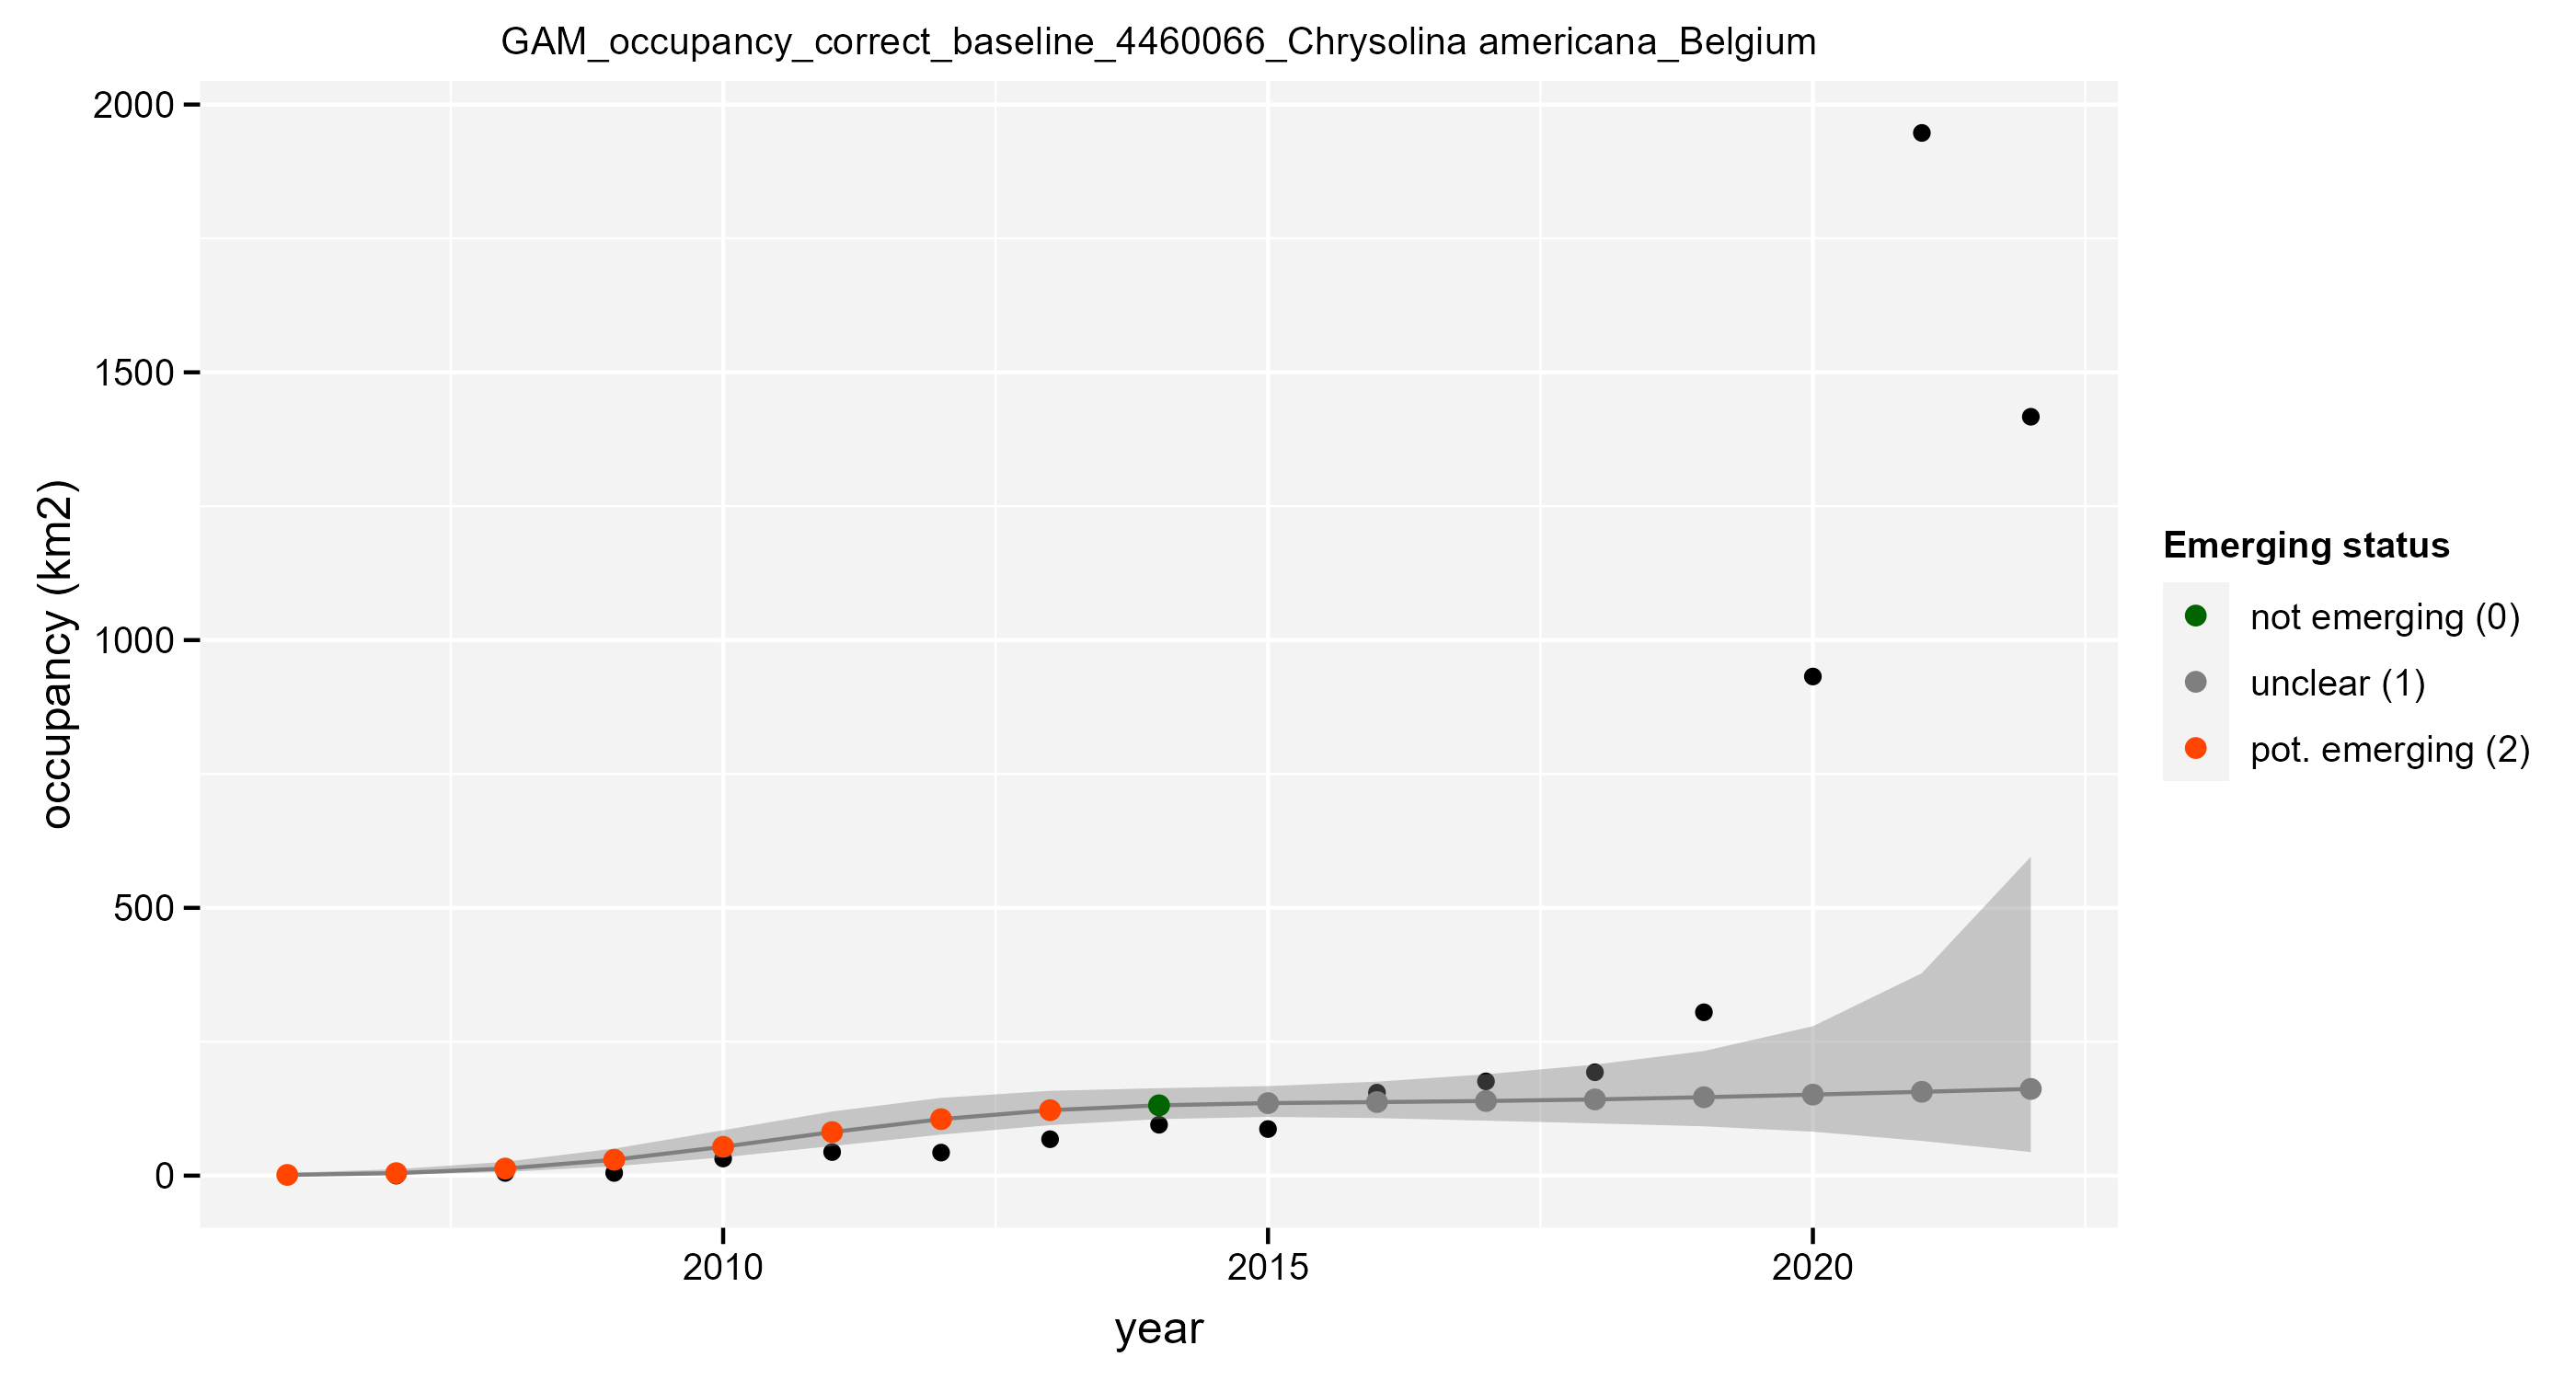 GAM_occupancy_correct_baseline_4460066_Chrysolina americana_Belgium
2000
1500
1000
500
0
occupancy (km2)
2010
2015
2020
year
Emerging status
not emerging (0)
unclear (1)
pot. emerging (2)